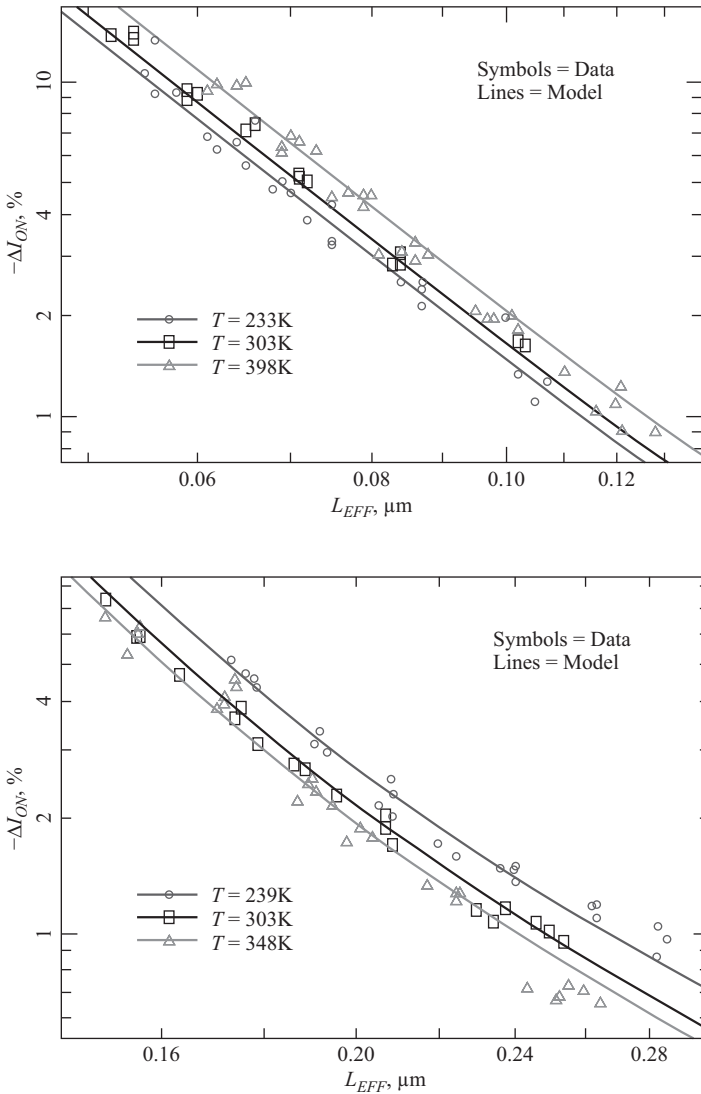 10
4
2
1
−ΔI_ON, %
Symbols = Data
Lines = Model
T = 233K
T = 303K
T = 398K
0.06
0.08
0.10
0.12
L_EFF, µm
4
2
1
−ΔI_ON, %
Symbols = Data
Lines = Model
T = 239K
T = 303K
T = 348K
0.16
0.20
0.24
0.28
L_EFF, µm